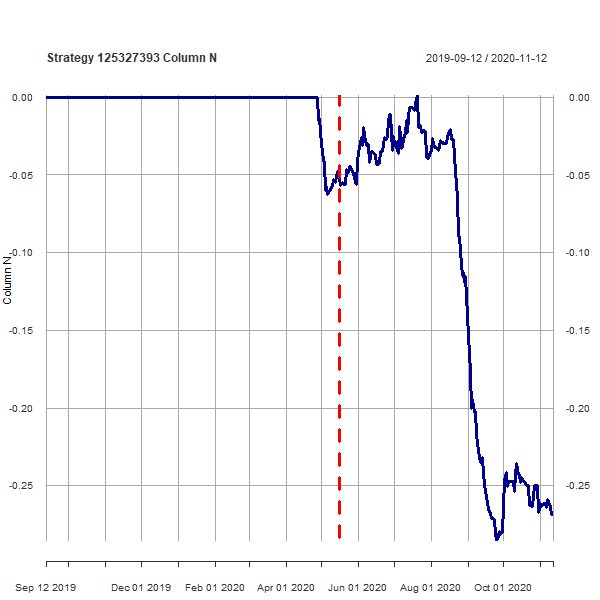 Strategy 125327393 Column N 2019-09-12 / 2020-11-12
0.00 0.00
-0.05 -0.05
-0.10 -0.10
Column N
-0.15 -0.15
-0.20 -0.20
-0.25 -0.25
Sep 12 2019 Dec 01 2019 Feb 01 2020 Apr 01 2020 Jun 01 2020 Aug 01 2020 Oct 01 2020